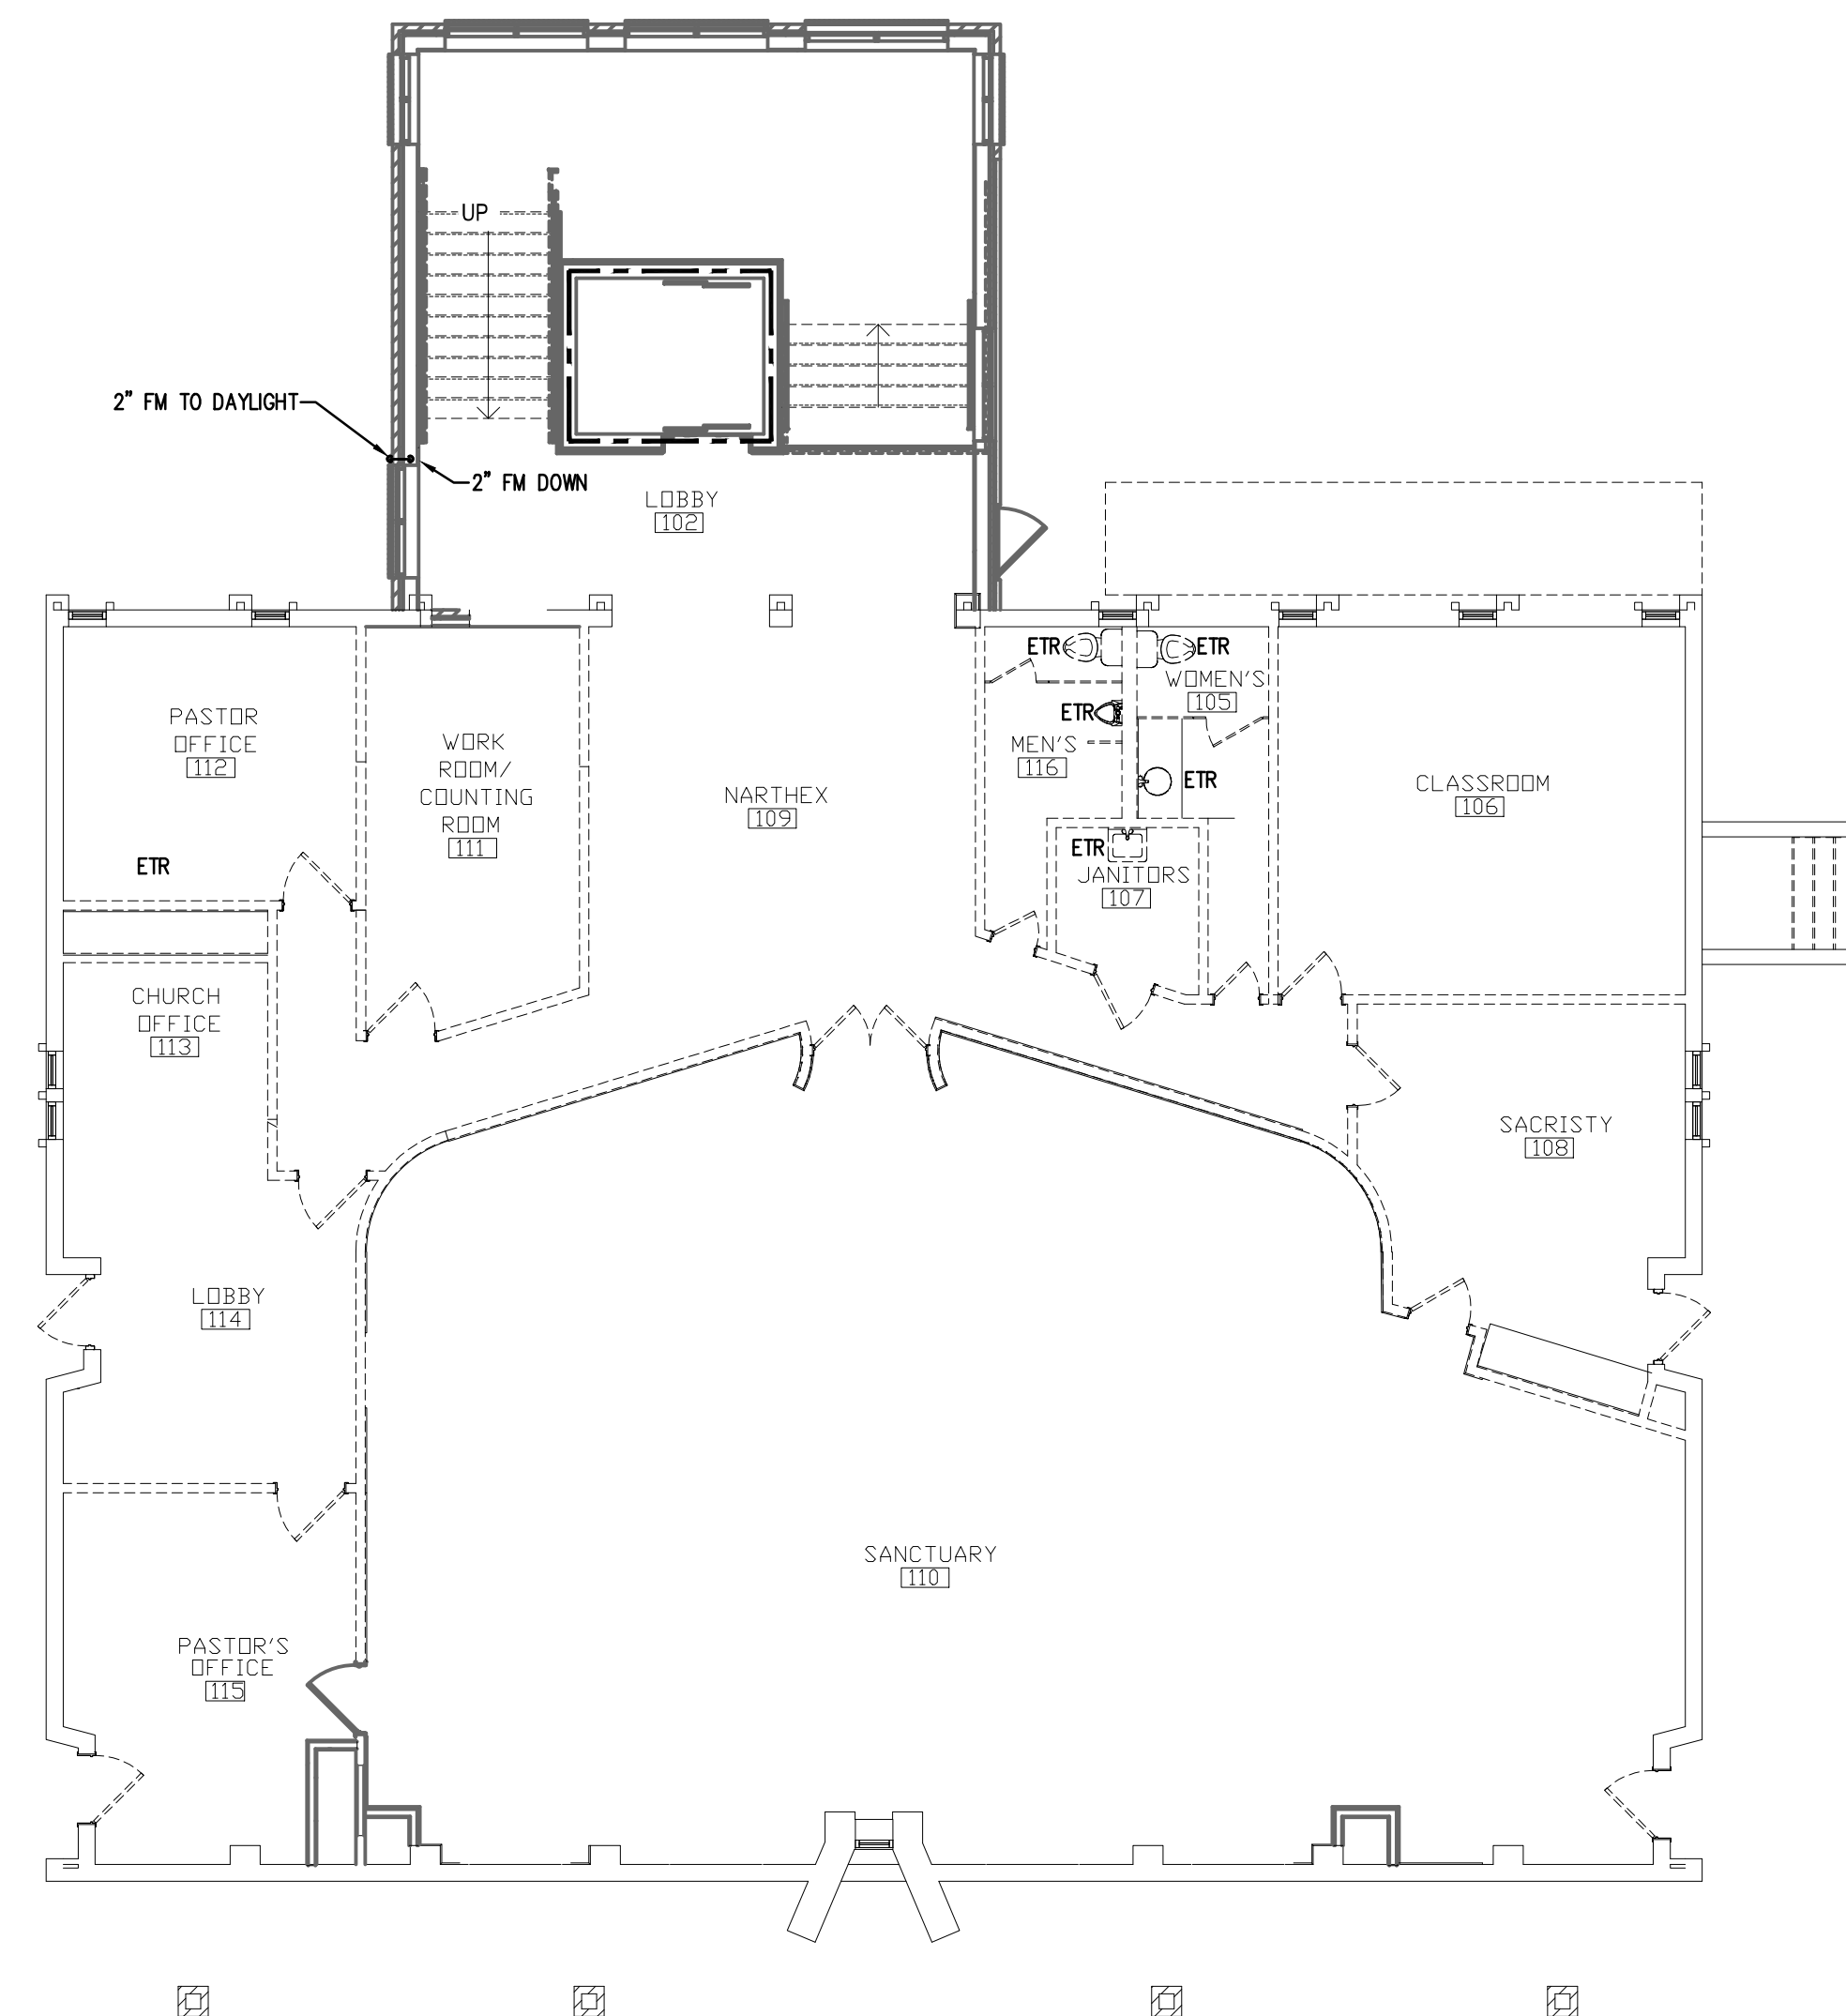 UP
2" FM TO DAYLIGHT
2" FM DOWN
LOBBY
102
ETR
ETR
WOMEN'S
105
PASTOR
OFFICE
112
ETR
MEN'S
116
WORK
ROOM/
COUNTING
ROOM
111
NARTHEX
109
ETR
CLASSROOM
106
ETR
ETR
JANITORS
107
CHURCH
OFFICE
113
SACRISTY
108
LOBBY
114
SANCTUARY
110
PASTOR'S
OFFICE
115